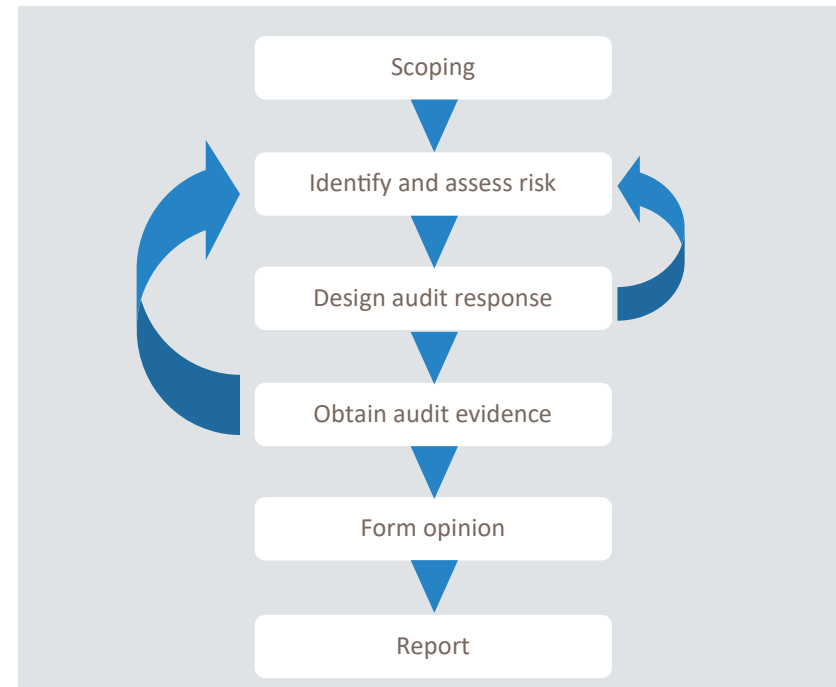 Scoping
Identify and assess risk
Design audit response
Obtain audit evidence
Form opinion
Report